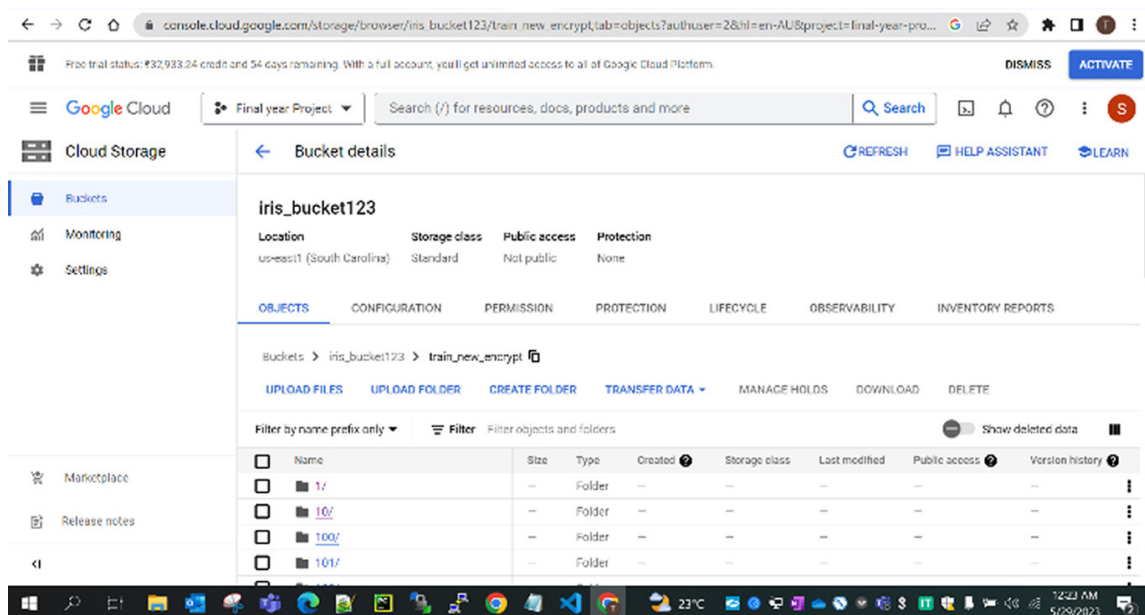 console.cloud.google.com/storage/browser/iris_bucket123/train_new_encrypt;tab=objects?authuser=2&hl=en-AU&project=final-year-pro...
Free trial status: ₹32,933.24 credit and 54 days remaining. With a full account, you'll get unlimited access to all of Google Cloud Platform.
DISMISS
ACTIVATE
Google Cloud
Final year Project
Search (/) for resources, docs, products and more
Search
S
Cloud Storage
Bucket details
REFRESH
HELP ASSISTANT
LEARN
Buckets
Monitoring
Settings
Marketplace
Release notes
iris_bucket123
Location Storage class Public access Protection
us-east1 (South Carolina) Standard Not public None
OBJECTS CONFIGURATION PERMISSION PROTECTION LIFECYCLE OBSERVABILITY INVENTORY REPORTS
Buckets > iris_bucket123 > train_new_encrypt
UPLOAD FILES UPLOAD FOLDER CREATE FOLDER TRANSFER DATA MANAGE HOLDS DOWNLOAD DELETE
Filter by name prefix only Filter Filter objects and folders Show deleted data
Name Size Type Created Storage class Last modified Public access Version history
1/ — Folder — — — — —
10/ — Folder — — — — —
100/ — Folder — — — — —
101/ — Folder — — — — —
23°C
12:23 AM